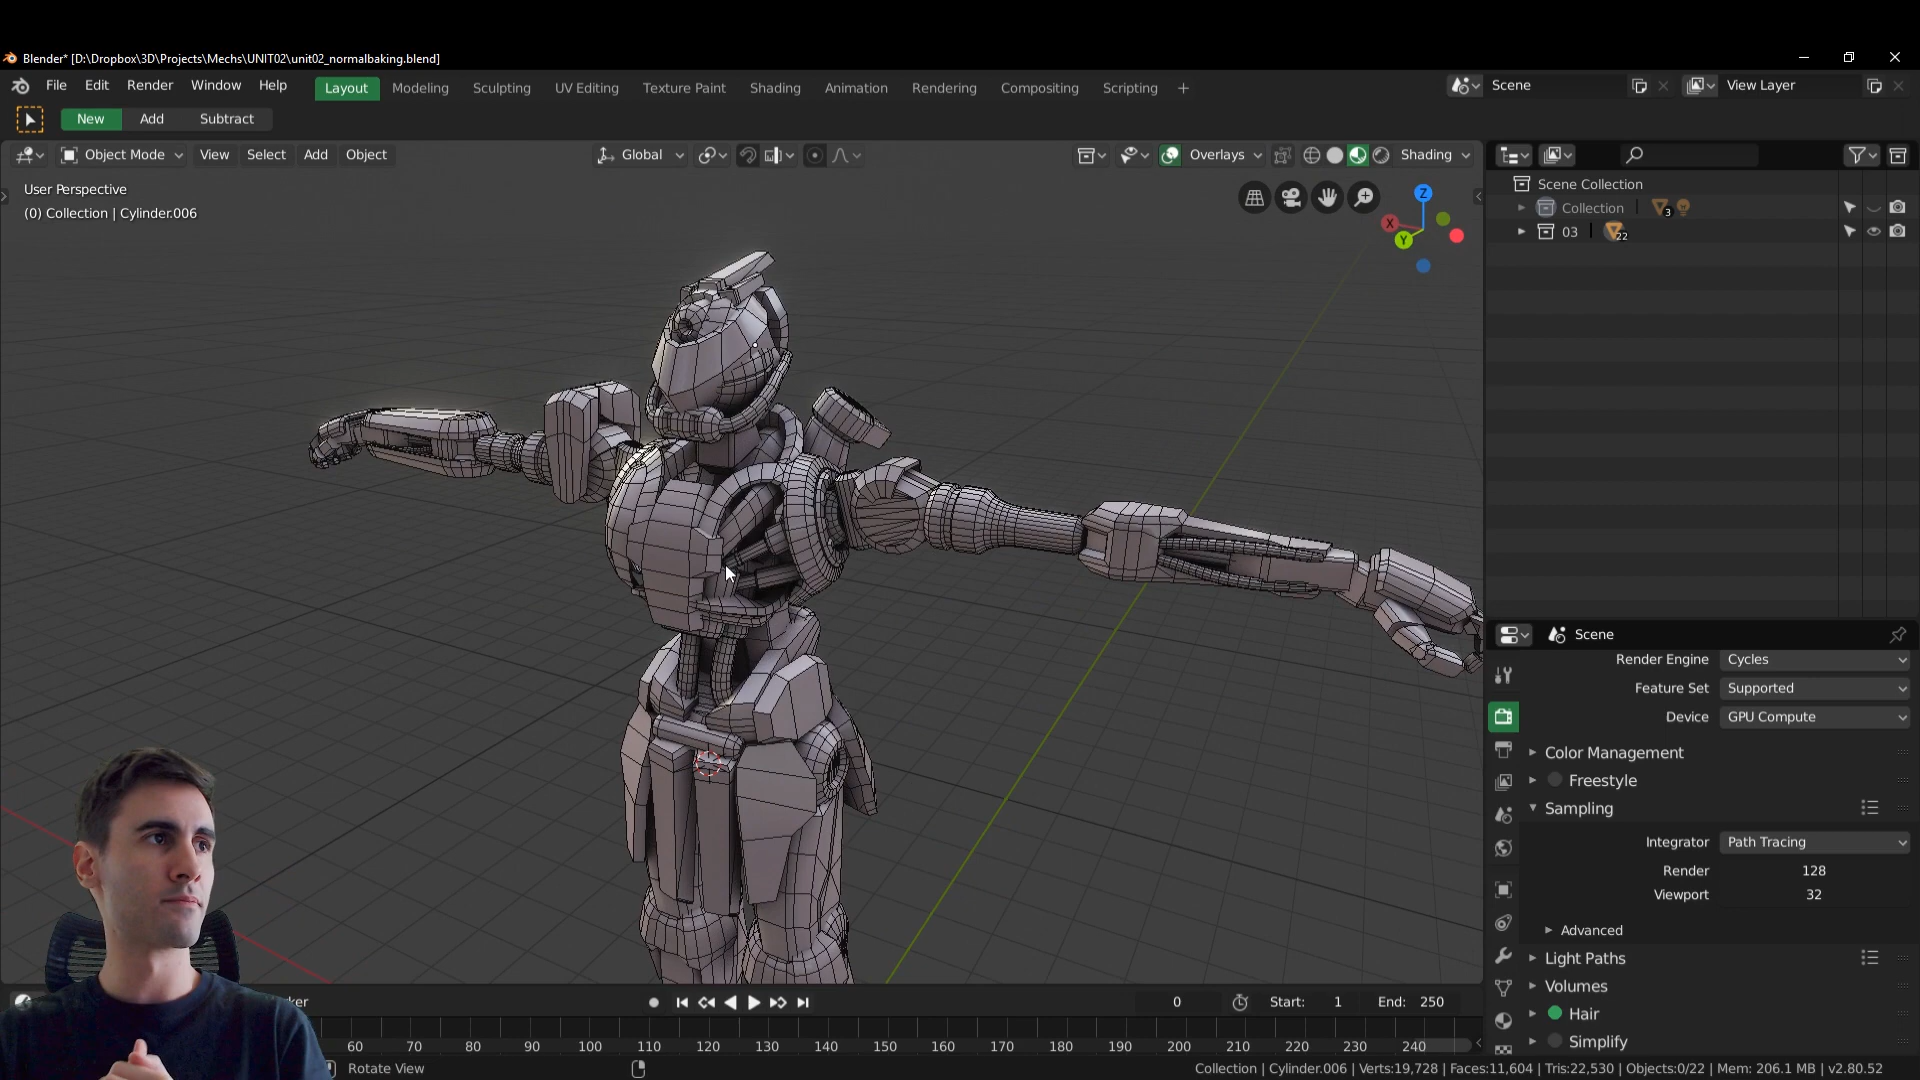 Blender* [D:\Dropbox\3D\Projects\Mechs\UNIT02\unit02_normalbaking.blend]
File Edit Render Window Help Layout Modeling Sculpting UV Editing Texture Paint Shading Animation Rendering Compositing Scripting + Scene View Layer
New Add Subtract
Object Mode View Select Add Object Global Overlays Shading
User Perspective
(0) Collection | Cylinder.006
Z
X
Y
Scene Collection
Collection 3
03 22
Scene
Render Engine Cycles
Feature Set Supported
Device GPU Compute
Color Management
Freestyle
Sampling
Integrator Path Tracing
Render 128
Viewport 32
Advanced
Light Paths
Volumes
Hair
Simplify
ker 0 Start: 1 End: 250
60 70 80 90 100 110 120 130 140 150 160 170 180 190 200 210 220 230 240
Rotate View
Collection | Cylinder.006 | Verts:19,728 | Faces:11,604 | Tris:22,530 | Objects:0/22 | Mem: 206.1 MB | v2.80.52